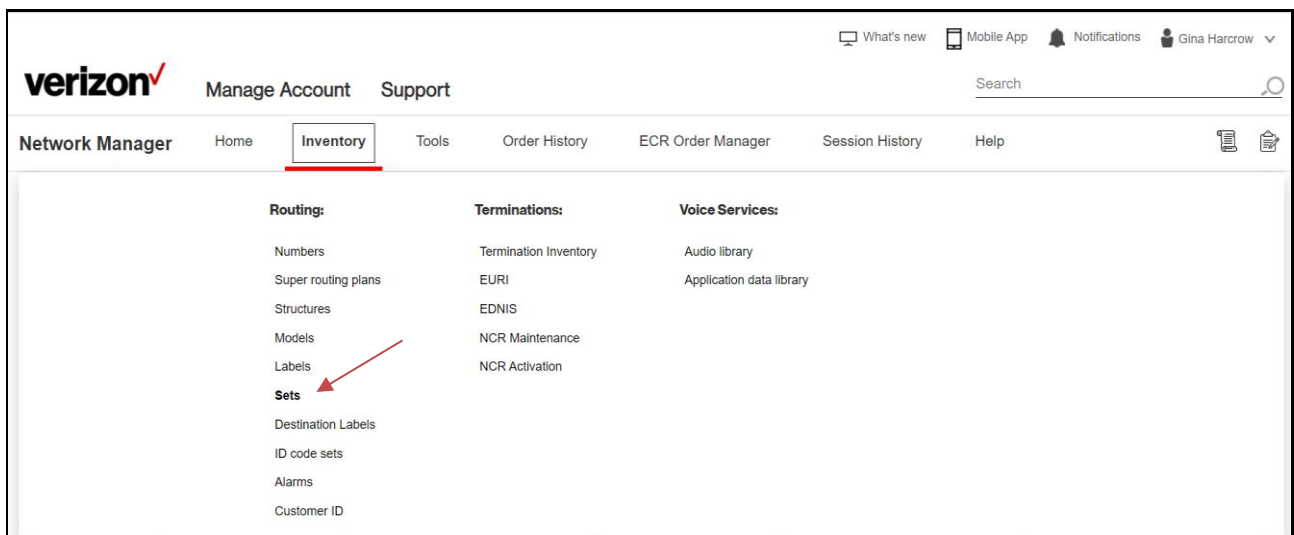 What's new Mobile App Notifications Gina Harcrow
verizon Manage Account Support Search
Network Manager Home Inventory Tools Order History ECR Order Manager Session History Help
Routing: Terminations: Voice Services:
Numbers Termination Inventory Audio library
Super routing plans EURI Application data library
Structures EDNIS
Models NCR Maintenance
Labels NCR Activation
Sets
Destination Labels
ID code sets
Alarms
Customer ID